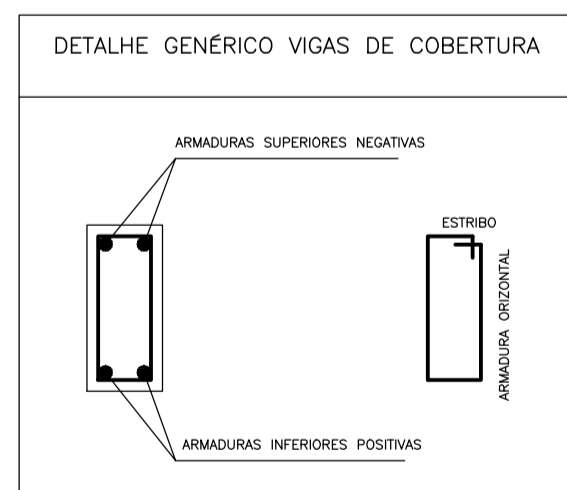 DETALHE GENÉRICO VIGAS DE COBERTURA
ARMADURAS SUPERIORES NEGATIVAS
ESTRIBO
ARMADURA ORIZONTAL
ARMADURAS INFERIORES POSITIVAS